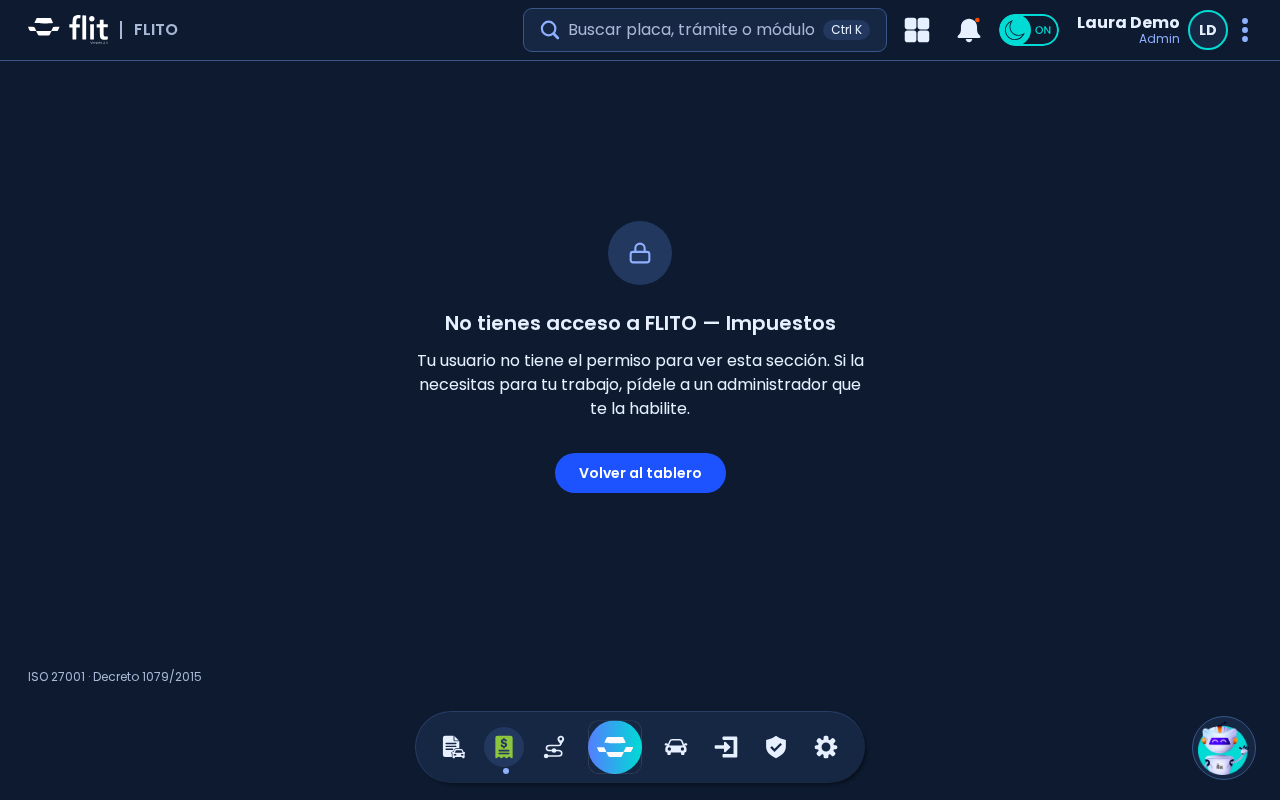 flit
FLITO
Buscar placa, trámite o módulo
Ctrl K
ON
Laura Demo
Admin
LD
No tienes acceso a FLITO — Impuestos
Tu usuario no tiene el permiso para ver esta sección. Si la
necesitas para tu trabajo, pídele a un administrador que
te la habilite.
Volver al tablero
ISO 27001 · Decreto 1079/2015